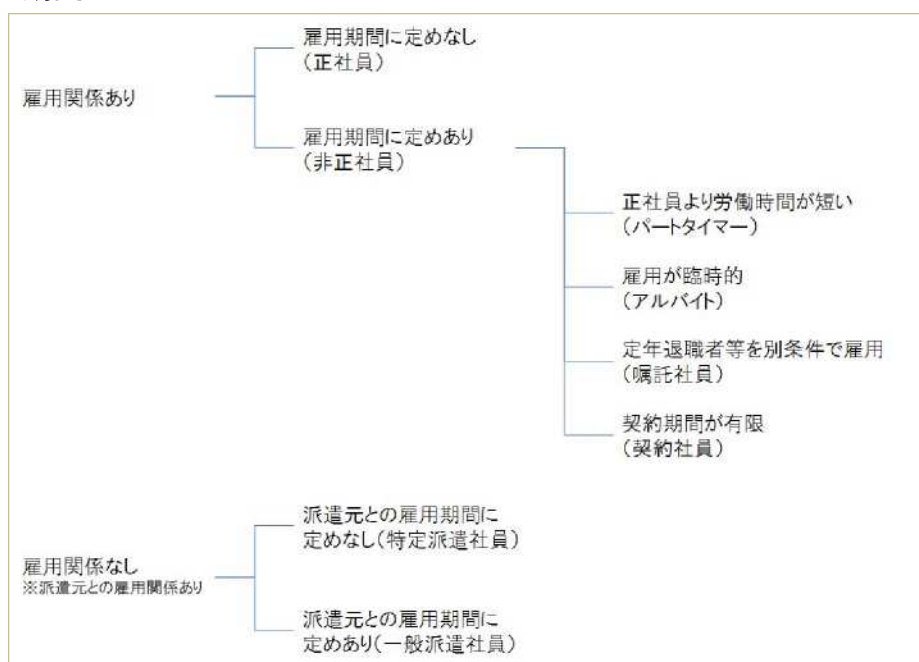 雇用関係あり
雇用期間に定めなし
(正社員)
雇用期間に定めあり
(非正社員)
正社員より労働時間が短い
(パートタイマー)
雇用が臨時的
(アルバイト)
定年退職者等を別条件で雇用
(嘱託社員)
契約期間が有限
(契約社員)
雇用関係なし
※派遣元との雇用関係あり
派遣元との雇用期間に
定めなし(特定派遣社員)
派遣元との雇用期間に
定めあり(一般派遣社員)